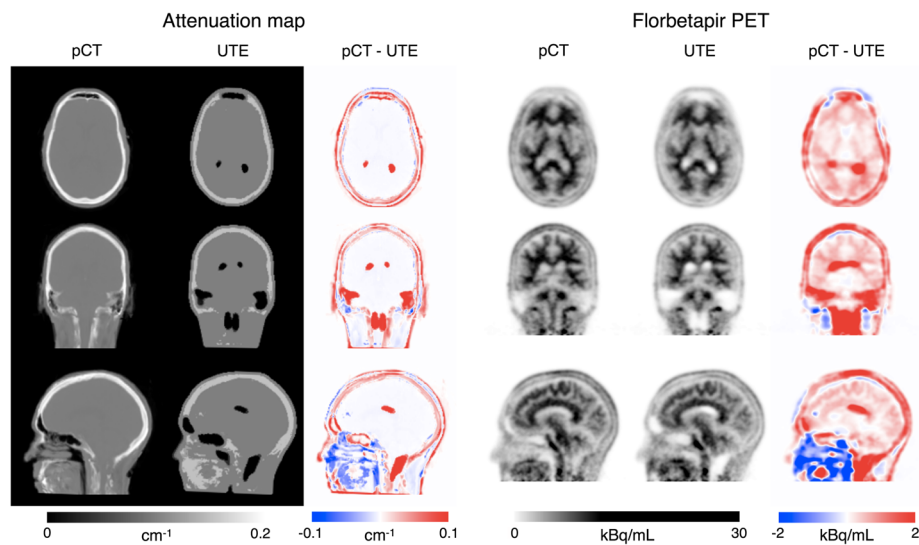 Attenuation map Florbetapir PET
pCT UTE pCT - UTE pCT UTE pCT - UTE
0 cm⁻¹ 0.2 -0.1 cm⁻¹ 0.1 0 kBq/mL 30 -2 kBq/mL 2